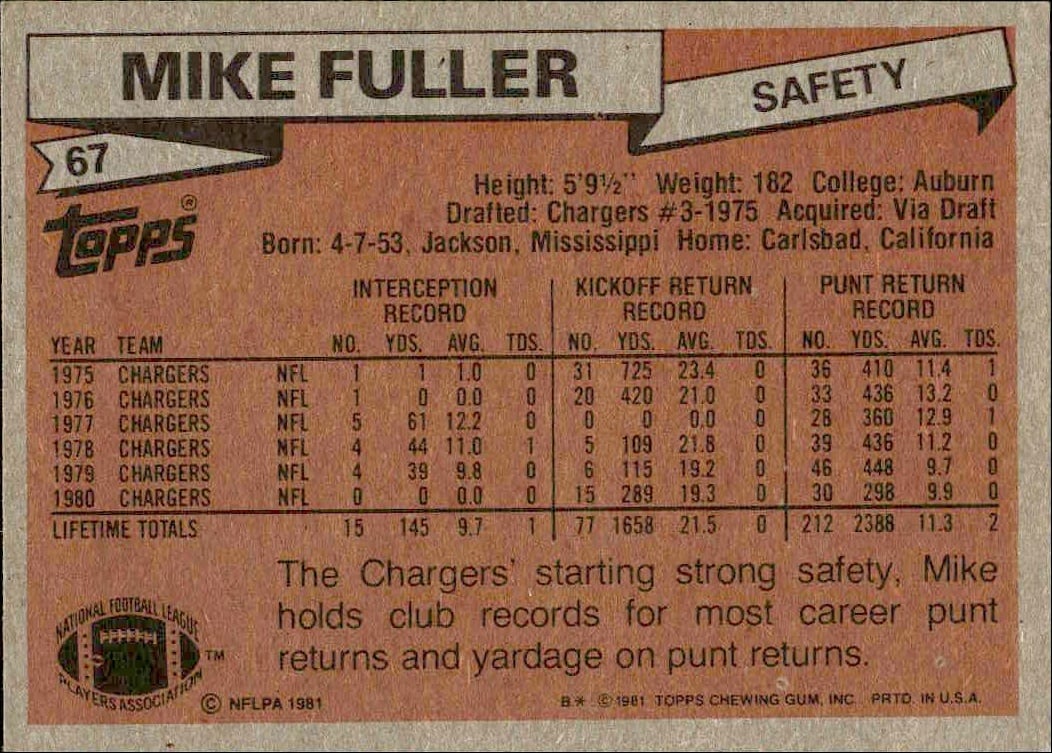 MIKE FULLER
SAFETY
67
TOPPS®
Height: 5'9½" Weight: 182 College: Auburn
Drafted: Chargers #3-1975 Acquired: Via Draft
Born: 4-7-53, Jackson, Mississippi Home: Carlsbad, California
INTERCEPTION RECORD KICKOFF RETURN RECORD PUNT RETURN RECORD
YEAR TEAM NO. YDS. AVG. TDS. NO. YDS. AVG. TDS. NO. YDS. AVG. TDS.
1975 CHARGERS NFL 1 1 1.0 0 31 725 23.4 0 36 410 11.4 1
1976 CHARGERS NFL 1 0 0.0 0 20 420 21.0 0 33 436 13.2 0
1977 CHARGERS NFL 5 61 12.2 0 0 0 0.0 0 28 360 12.9 1
1978 CHARGERS NFL 4 44 11.0 1 5 109 21.8 0 39 436 11.2 0
1979 CHARGERS NFL 4 39 9.8 0 6 115 19.2 0 46 448 9.7 0
1980 CHARGERS NFL 0 0 0.0 0 15 289 19.3 0 30 298 9.9 0
LIFETIME TOTALS 15 145 9.7 1 77 1658 21.5 0 212 2388 11.3 2
The Chargers' starting strong safety, Mike
holds club records for most career punt
returns and yardage on punt returns.
NATIONAL FOOTBALL LEAGUE
PLAYERS ASSOCIATION
TM
© NFLPA 1981
B* © 1981 TOPPS CHEWING GUM, INC. PRTD. IN U.S.A.